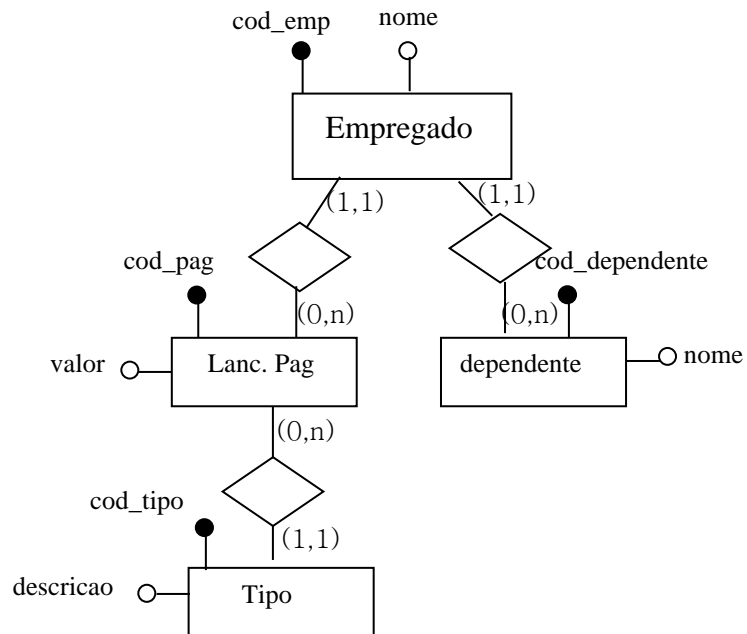 cod_emp
nome
Empregado
(1,1)
(1,1)
cod_pag
cod_dependente
(0,n)
(0,n)
valor
Lanc. Pag
dependente
nome
(0,n)
cod_tipo
(1,1)
descricao
Tipo